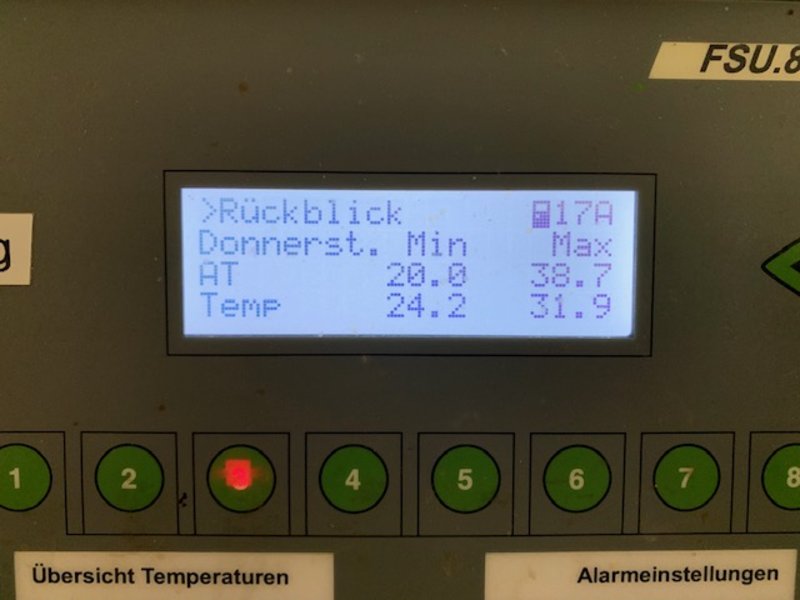 FSU.8
>Rückblick 17A
Donnerst. Min Max
AT 20.0 38.7
Temp 24.2 31.9
g
1 2 3 4 5 6 7 8
Übersicht Temperaturen
Alarmeinstellungen